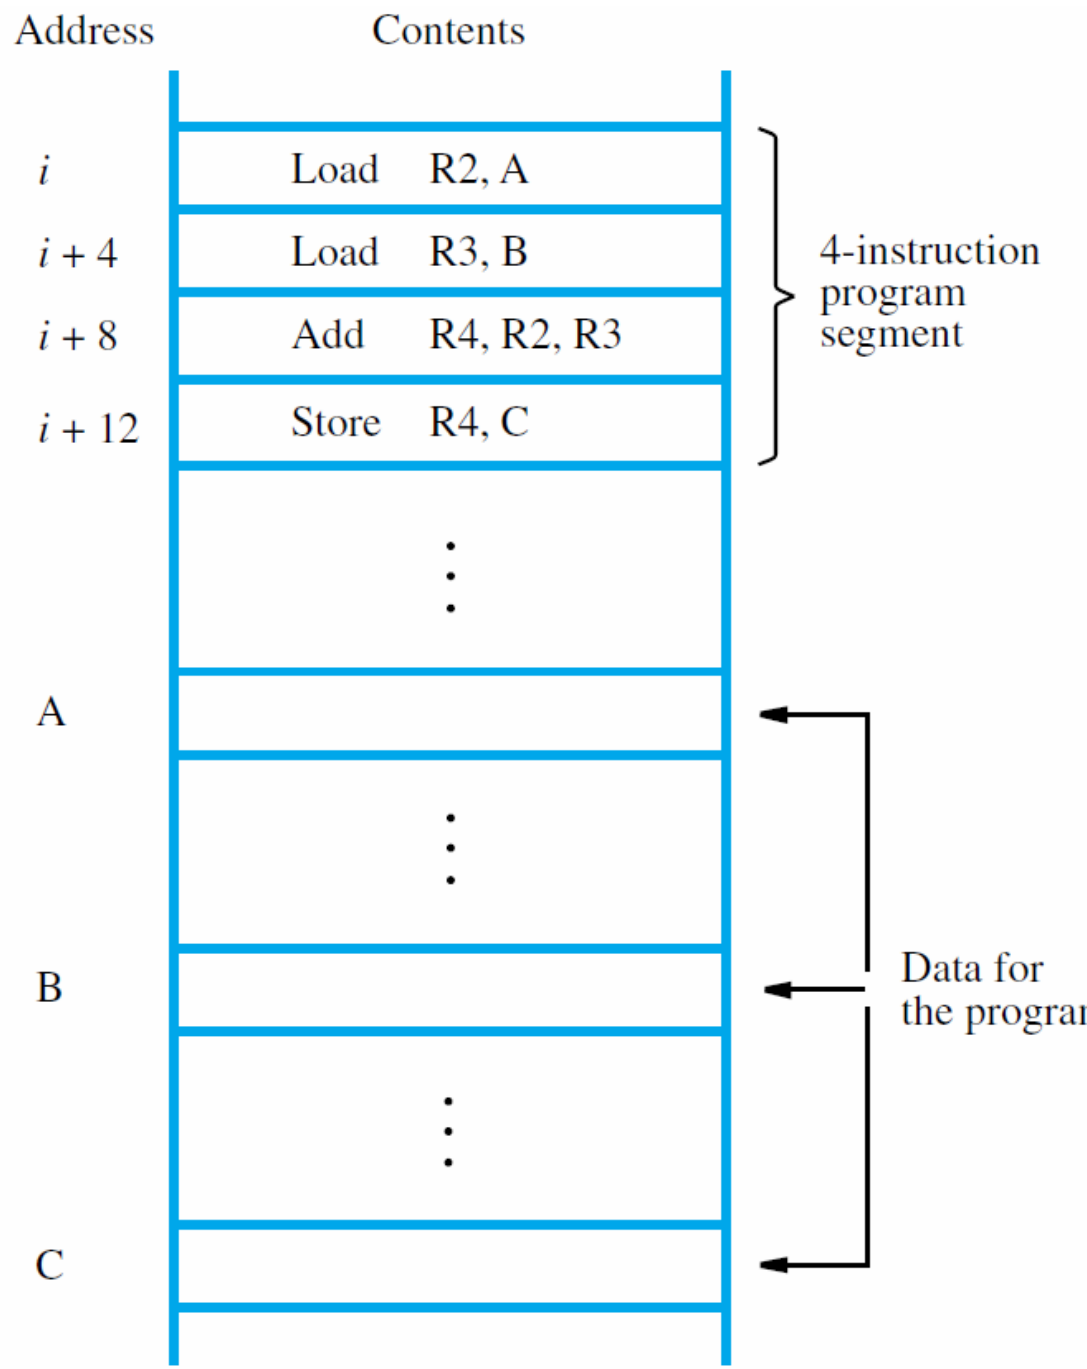 Address Contents
i Load R2, A
i + 4 Load R3, B
i + 8 Add R4, R2, R3
i + 12 Store R4, C
4-instruction
program
segment
A
B
Data for
the
C